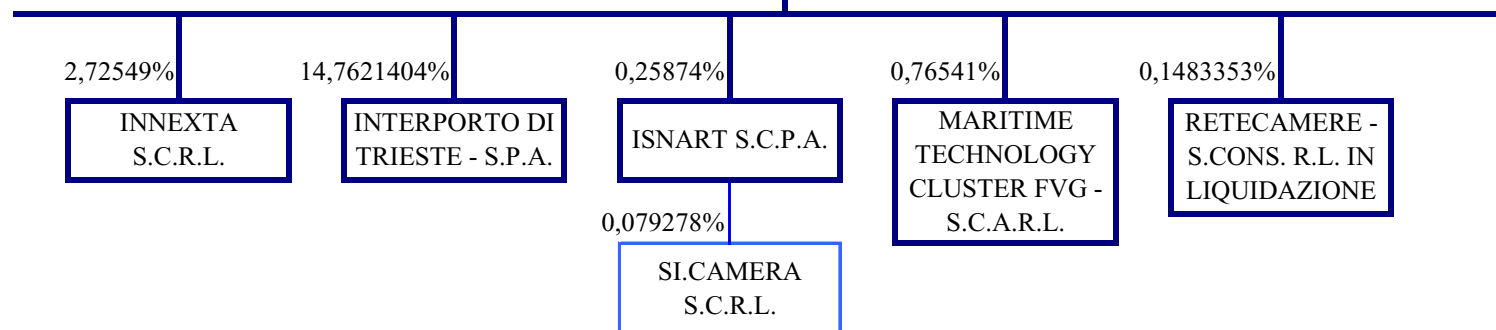 2,72549%
14,7621404%
0,25874%
0,76541%
0,1483353%
INNEXTA
S.C.R.L.
INTERPORTO DI
TRIESTE - S.P.A.
ISNART S.C.P.A.
MARITIME
TECHNOLOGY
CLUSTER FVG -
S.C.A.R.L.
RETECAMERE -
S.CONS. R.L. IN
LIQUIDAZIONE
0,079278%
SI.CAMERA
S.C.R.L.